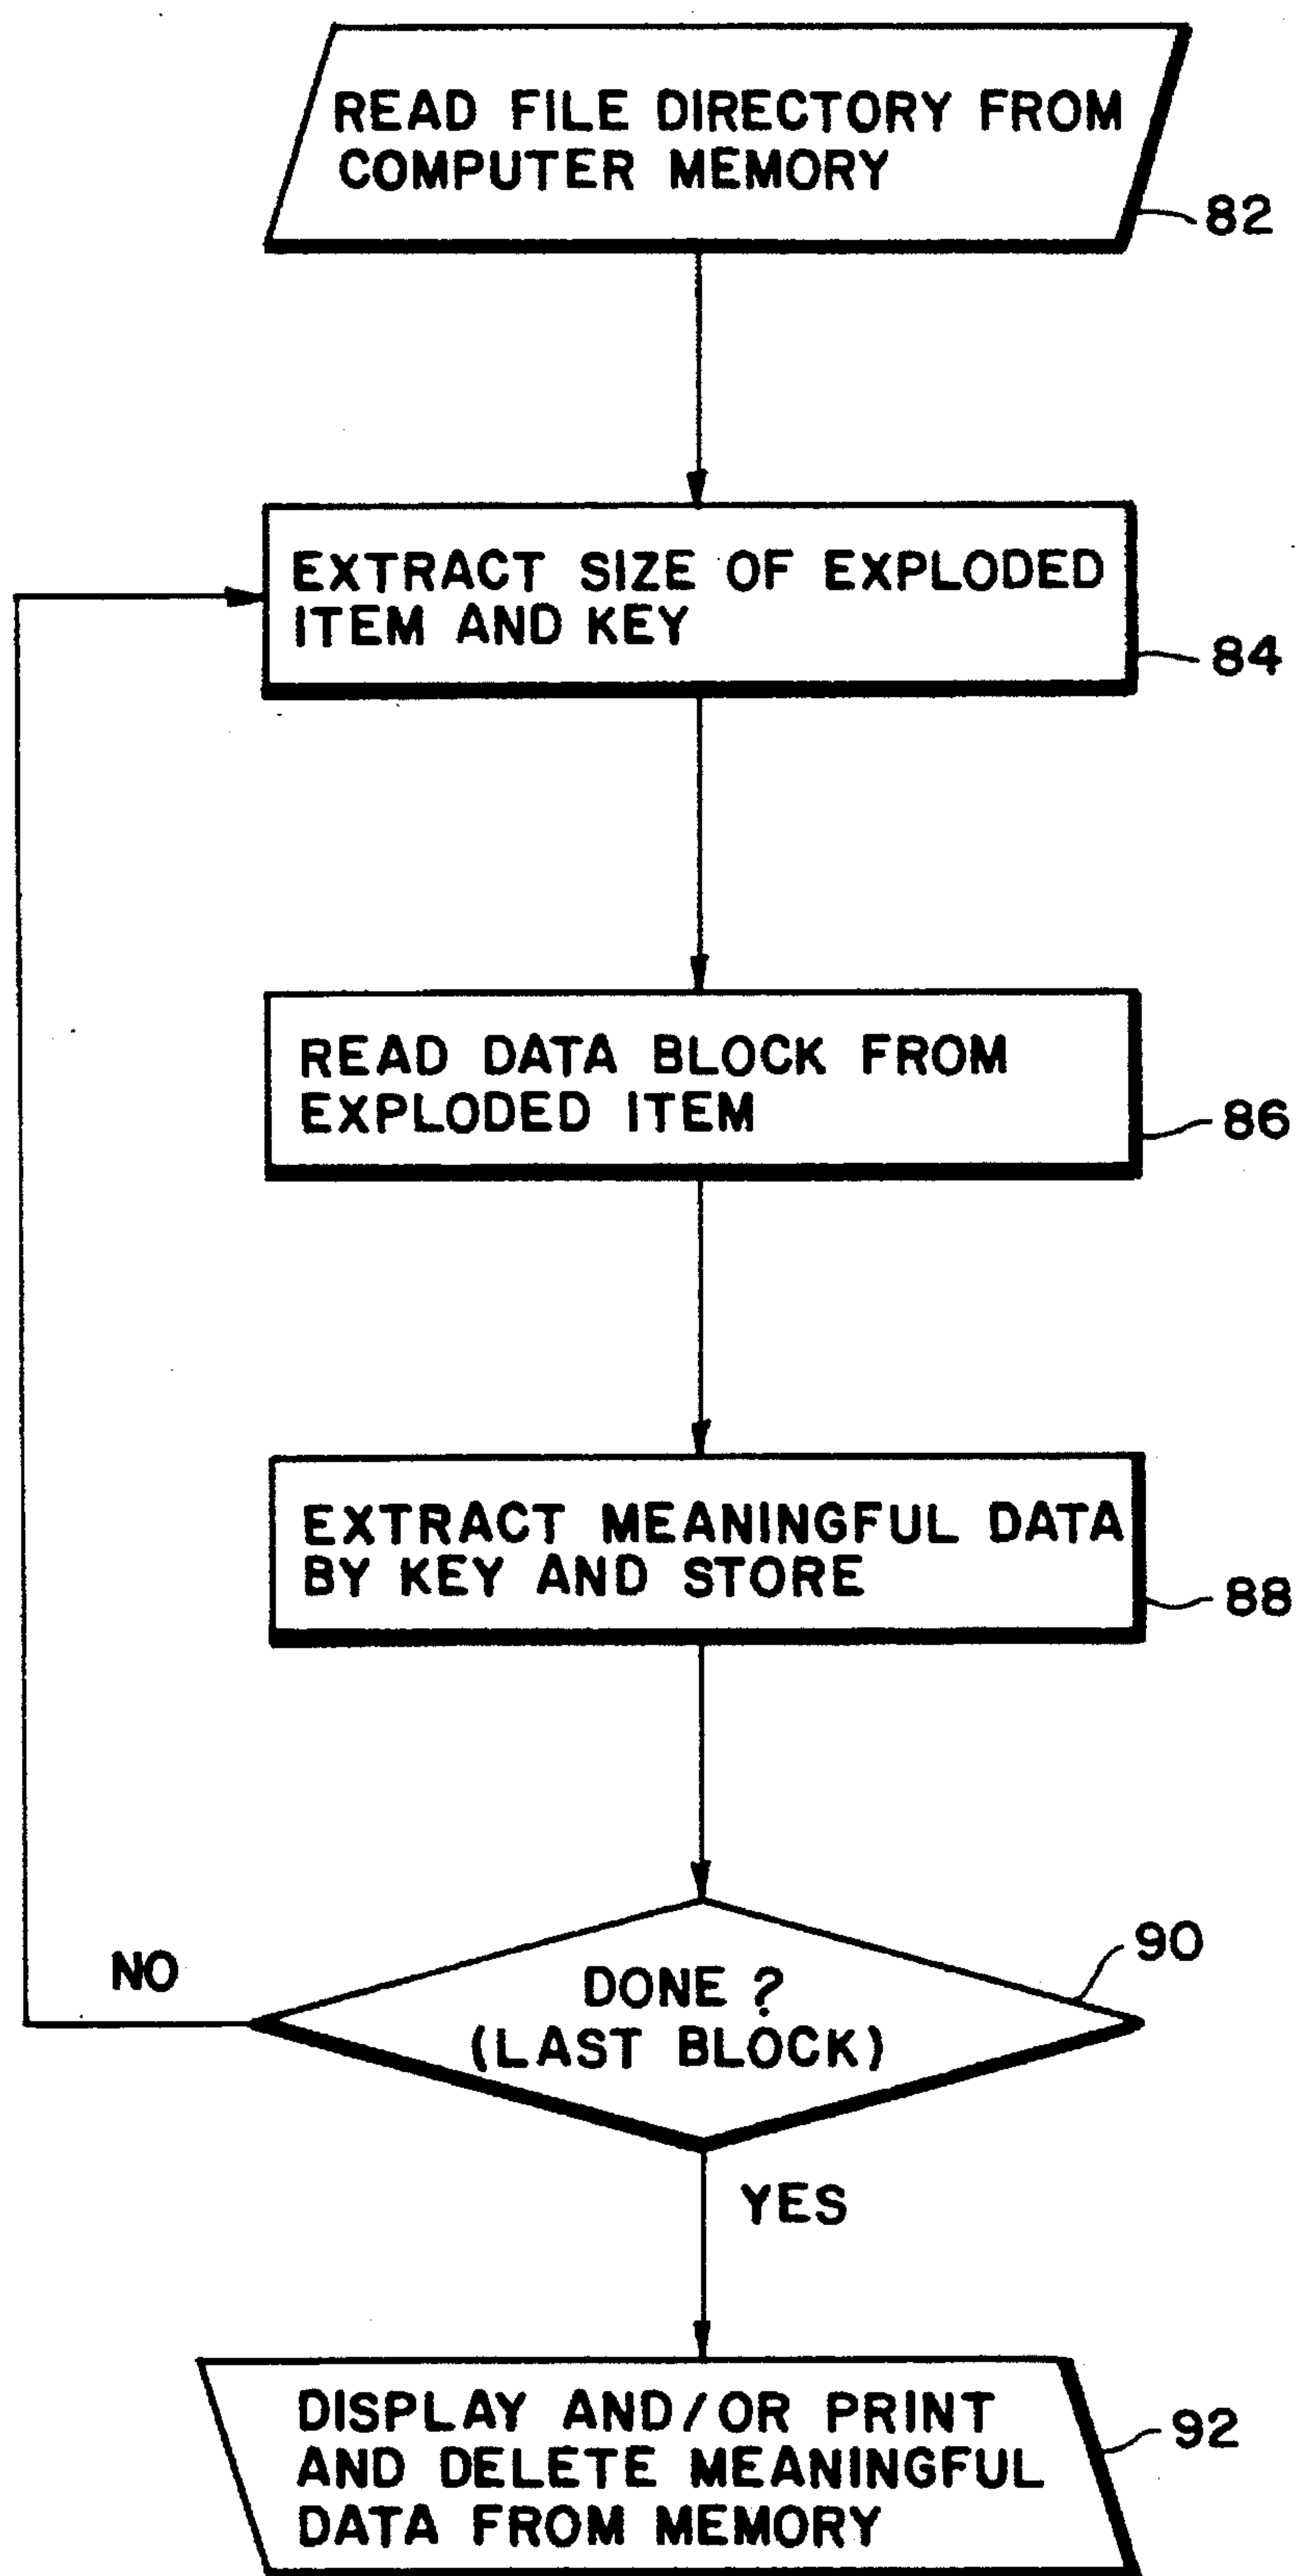 READ FILE DIRECTORY FROM
COMPUTER MEMORY
82
EXTRACT SIZE OF EXPLODED
ITEM AND KEY
84
READ DATA BLOCK FROM
EXPLODED ITEM
86
EXTRACT MEANINGFUL DATA
BY KEY AND STORE
88
90
NO
DONE ?
(LAST BLOCK)
YES
DISPLAY AND/OR PRINT
AND DELETE MEANINGFUL
DATA FROM MEMORY
92